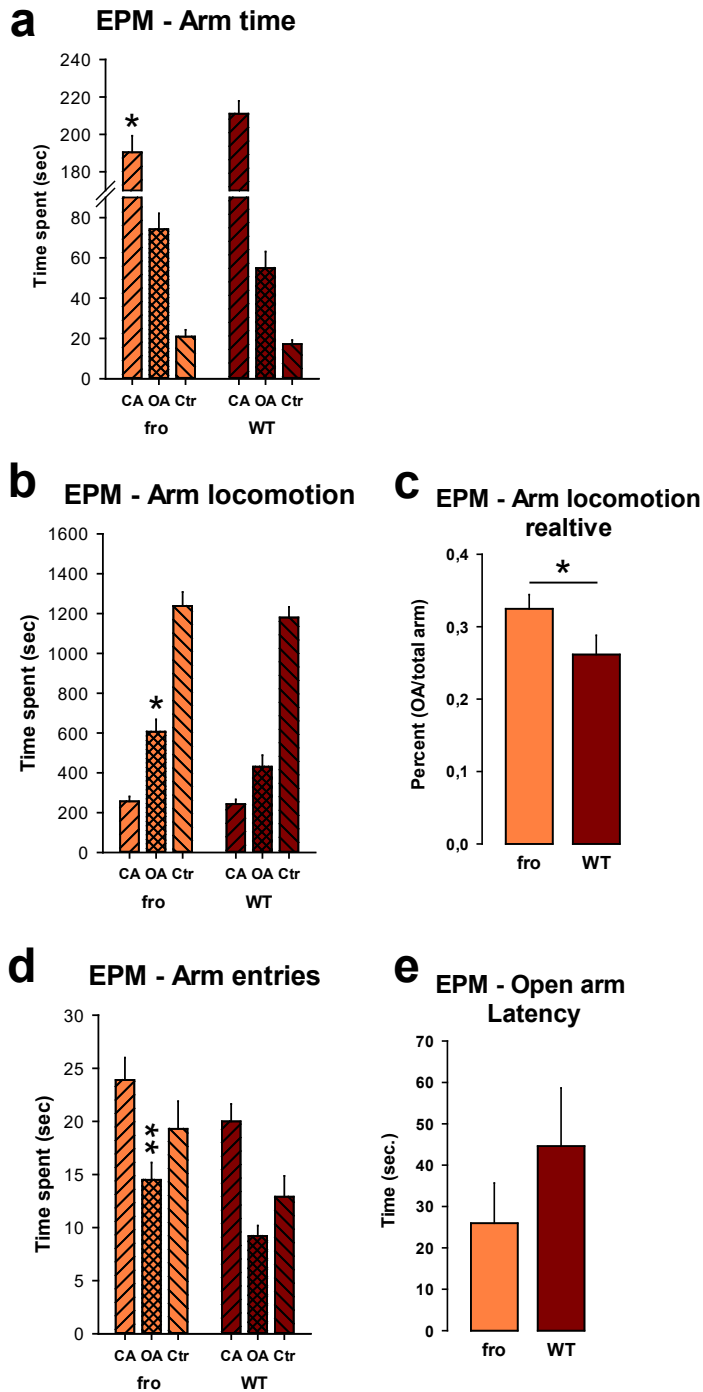 a
EPM - Arm time
Time spent (sec)
220
200
180
80
60
40
20
0
*
CA OA Ctr CA OA Ctr
fro WT
b
EPM - Arm locomotion
Time spent (sec)
1600
1400
1200
1000
800
600
400
200
0
*
CA OA Ctr CA OA Ctr
fro WT
c
EPM - Arm locomotion
realtive
Percent (OA/total arm)
0,4
0,3
0,2
0,1
0,0
*
fro WT
d
EPM - Arm entries
Time spent (sec)
30
25
20
15
10
5
0
**
CA OA Ctr CA OA Ctr
fro WT
e
EPM - Open arm
Latency
Time (sec.)
70
60
50
40
30
20
10
0
fro WT